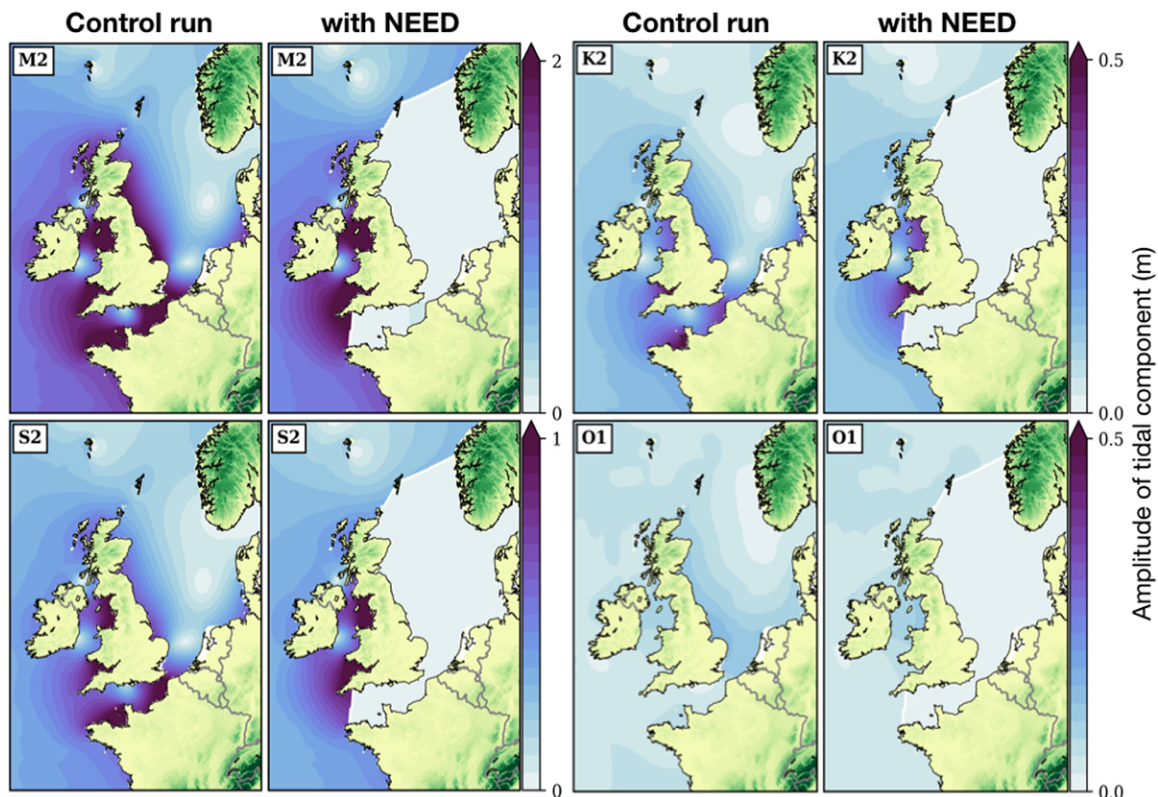 Control run with NEED Control run with NEED
M2 M2 2 K2 K2 0.5
0 0.0
S2 S2 1 O1 O1 0.5
0 0.0
Amplitude of tidal component (m)